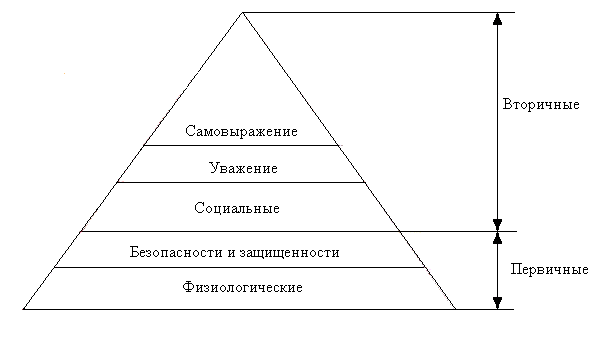 Вторичные
Самовыражение
Уважение
Социальные
Безопасности и защищенности
Первичные
Физиологические